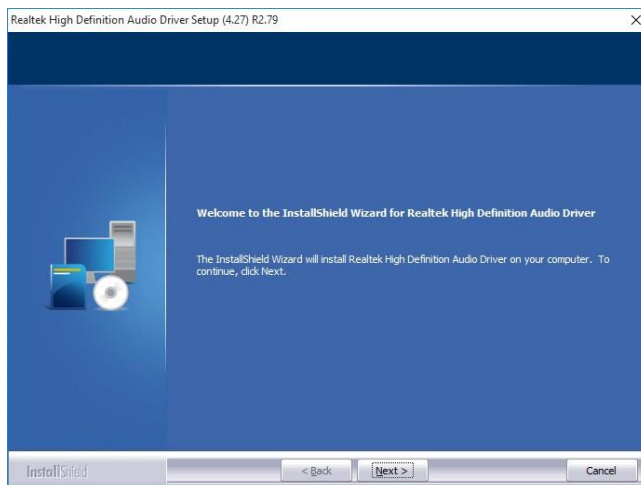 Realtek High Definition Audio Driver Setup (4.27) R2.79
Welcome to the InstallShield Wizard for Realtek High Definition Audio Driver
The InstallShield Wizard will install Realtek High Definition Audio Driver on your computer. To
continue, click Next.
InstallShield
< Back
Next >
Cancel